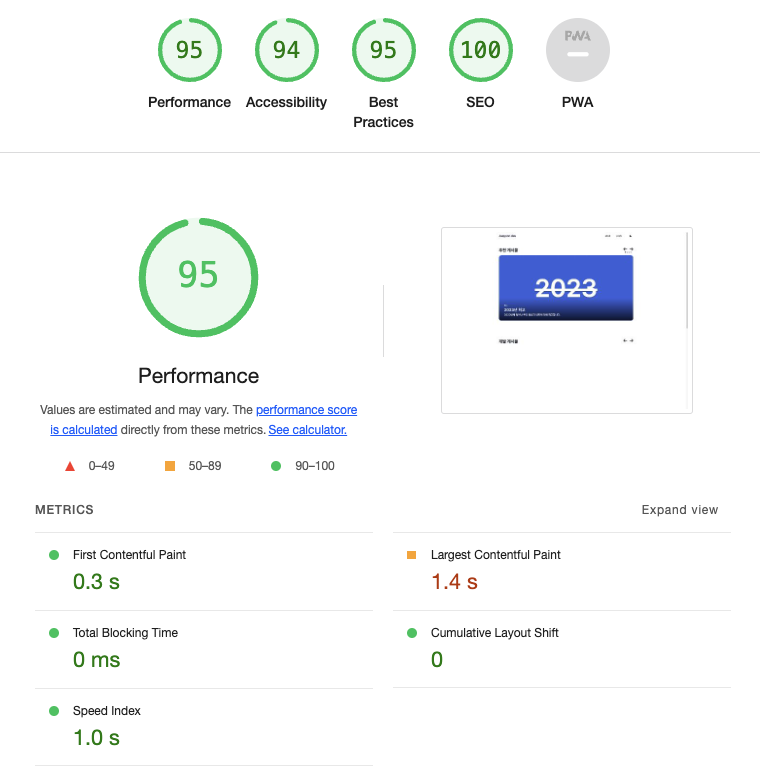 95
94
95
100
PWA
Performance
Accessibility
Best
Practices
SEO
PWA
95
2023
Performance
Values are estimated and may vary. The performance score
is calculated directly from these metrics. See calculator.
0–49
50–89
90–100
METRICS
Expand view
First Contentful Paint
0.3 s
Largest Contentful Paint
1.4 s
Total Blocking Time
0 ms
Cumulative Layout Shift
0
Speed Index
1.0 s